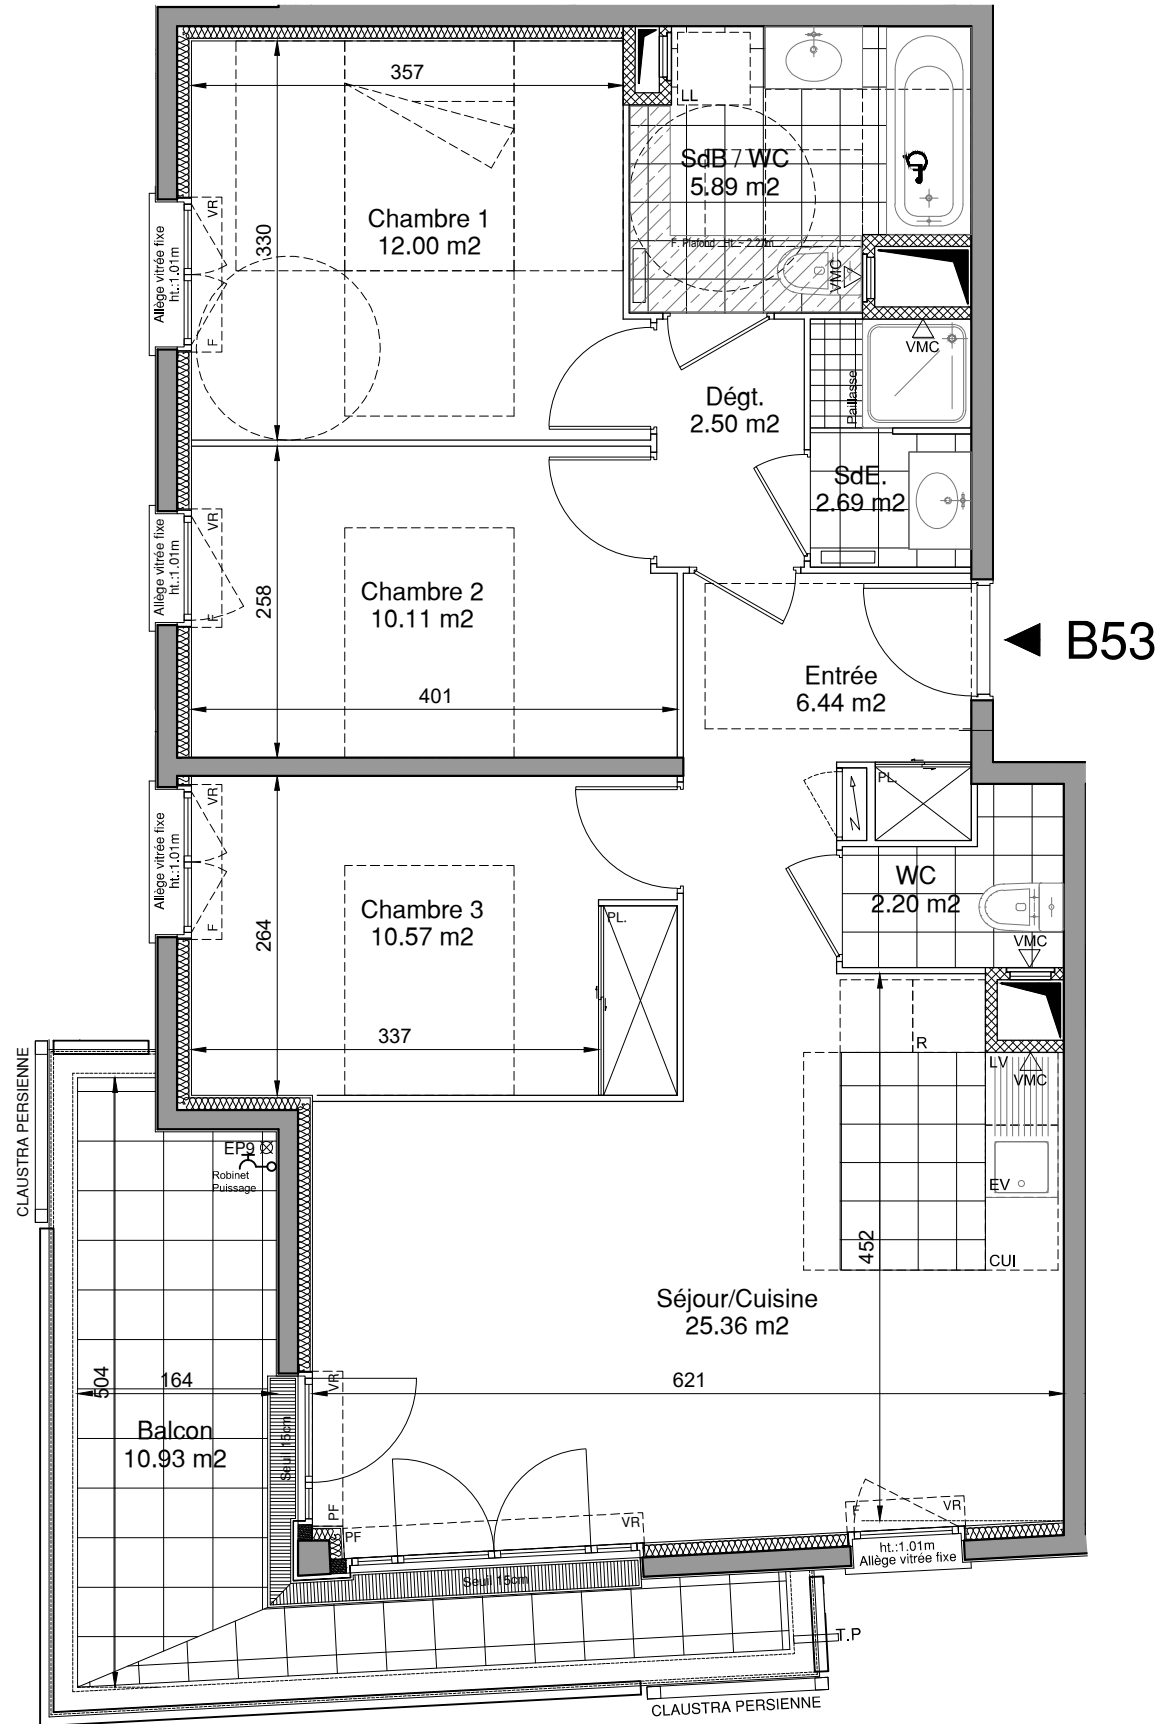 357
LL
SdB / WC
5.89 m2
Chambre 1
12.00 m2
VR
330
F. Plafond Ht. ~ 2.20m
Allège vitrée fixe
ht.:1.01m
F
VMC
VMC
Paillasse
Dégt.
2.50 m2
SdE.
2.69 m2
VR
Allège vitrée fixe
ht.:1.01m
F
258
Chambre 2
10.11 m2
401
B53
Entrée
6.44 m2
PL.
VR
Allège vitrée fixe
ht.:1.01m
F
WC
2.20 m2
VMC
Chambre 3
10.57 m2
PL.
264
337
R
LV
VMC
CLAUSTRA PERSIENNE
EP9
Robinet
Puissage
EV
452
CUI
Séjour/Cuisine
25.36 m2
504
164
VR
621
Balcon
10.93 m2
Seuil 15cm
PF
PF
VR
F
VR
ht.:1.01m
Allège vitrée fixe
Seuil 15cm
T.P
CLAUSTRA PERSIENNE